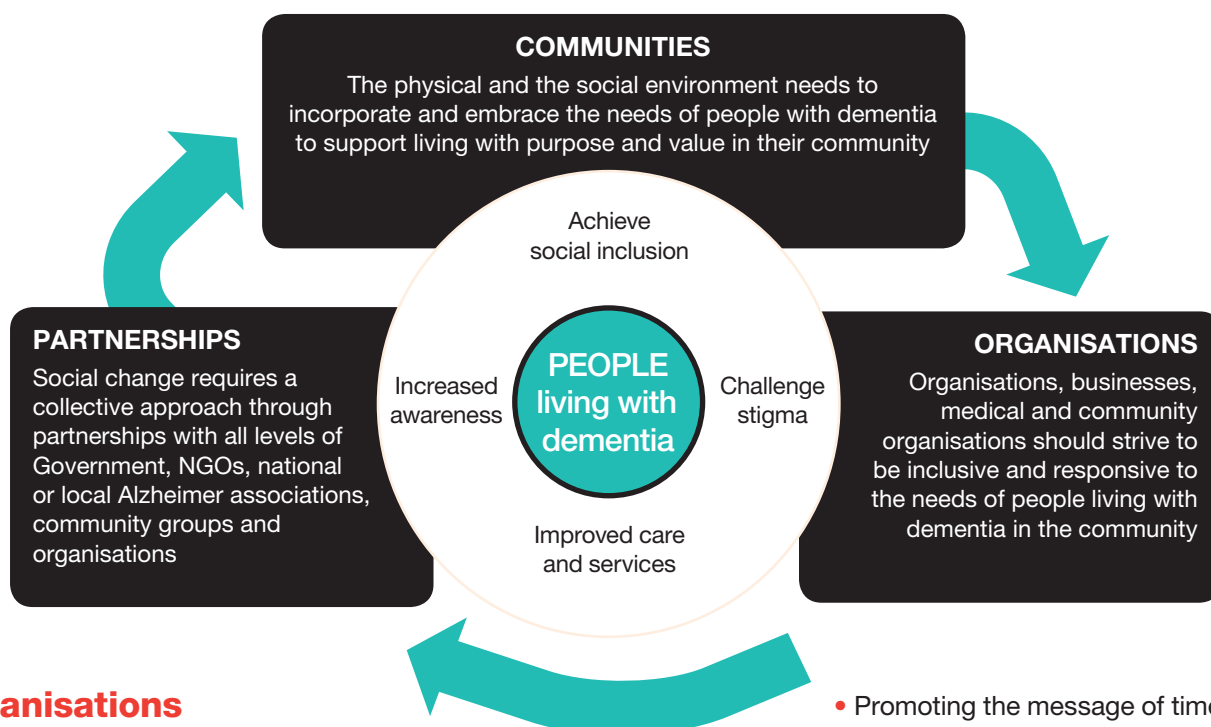 COMMUNITIES
The physical and the social environment needs to
incorporate and embrace the needs of people with dementia
to support living with purpose and value in their community
Achieve
social inclusion
PARTNERSHIPS
Social change requires a
collective approach through
partnerships with all levels of
Government, NGOs, national
or local Alzheimer associations,
community groups and
organisations
Increased
awareness
PEOPLE
living with
dementia
Challenge
stigma
ORGANISATIONS
Organisations, businesses,
medical and community
organisations should strive to
be inclusive and responsive to
the needs of people living with
dementia in the community
Improved care
and services
anisations
• Promoting the message of time